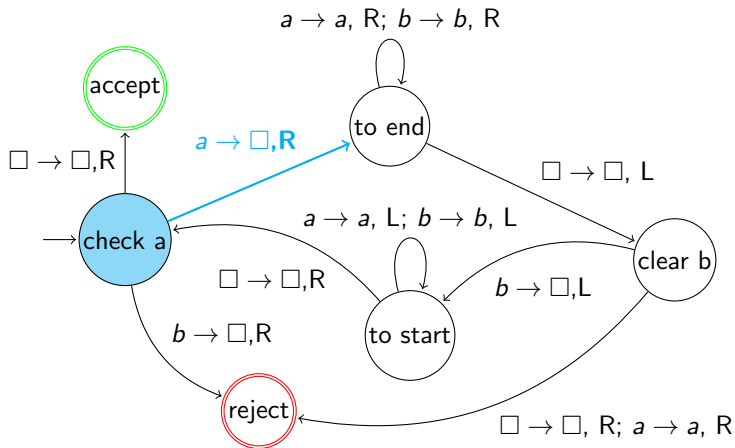 a → a, R; b → b, R
accept
to end
□ → □,R
a → □,R
□ → □, L
a → a, L; b → b, L
check a
clear b
□ → □,R
b → □,L
b → □,R
to start
reject
□ → □, R; a → a, R